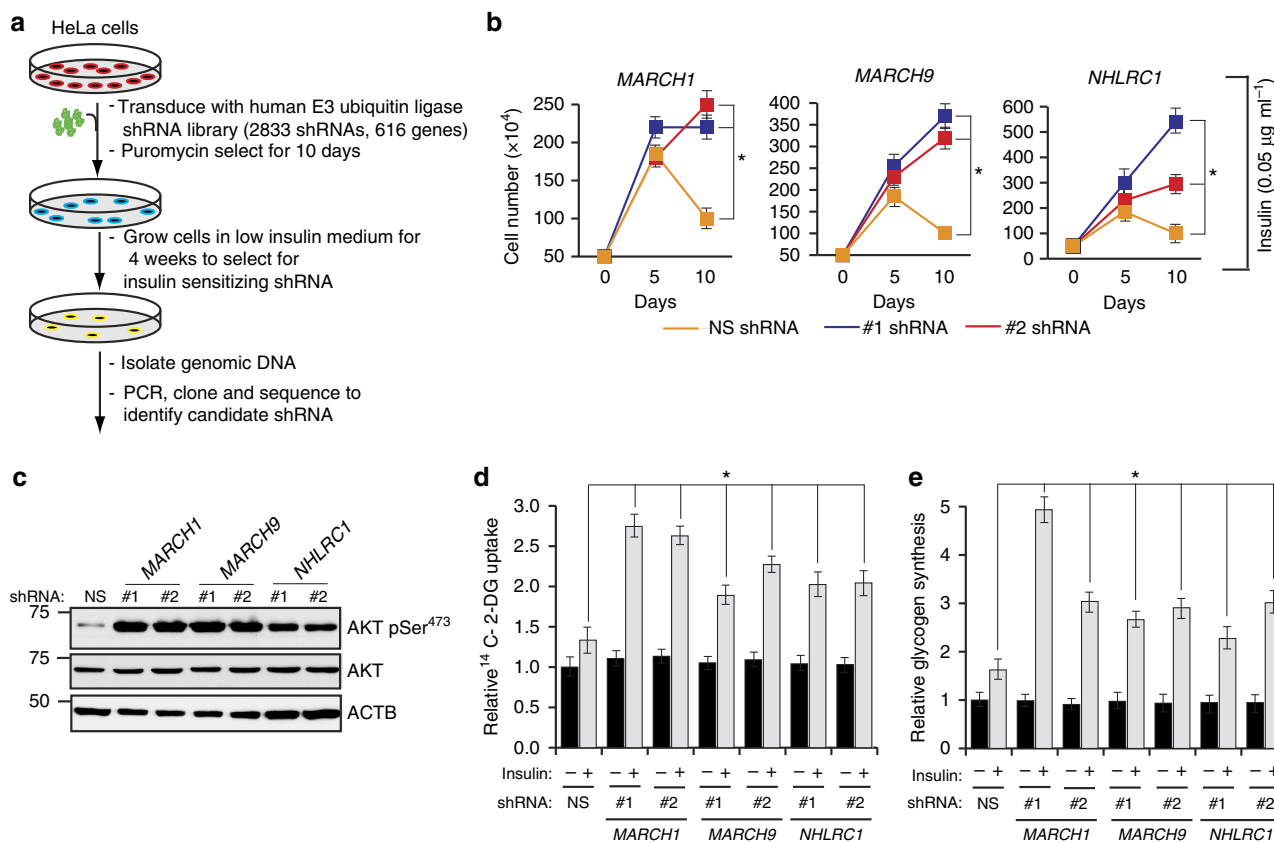 a
HeLa cells
- Transduce with human E3 ubiquitin ligase
shRNA library (2833 shRNAs, 616 genes)
- Puromycin select for 10 days
- Grow cells in low insulin medium for
4 weeks to select for
insulin sensitizing shRNA
- Isolate genomic DNA
- PCR, clone and sequence to
identify candidate shRNA
b
MARCH1
MARCH9
NHLRC1
Cell number (×10⁴)
250
200
150
100
50
0 5 10
Days
*
400
350
300
250
200
150
100
50
0 5 10
Days
*
600
500
400
300
200
100
0
0 5 10
Days
*
Insulin (0.05 µg ml⁻¹)
NS shRNA #1 shRNA #2 shRNA
c
MARCH1 MARCH9 NHLRC1
shRNA: NS #1 #2 #1 #2 #1 #2
75
AKT pSer⁴⁷³
75
AKT
50
ACTB
d
*
Relative ¹⁴C- 2-DG uptake
3.0
2.5
2.0
1.5
1.0
0.5
0.0
Insulin: – + – + – + – + – + – + – +
shRNA: NS #1 #2 #1 #2 #1 #2
MARCH1 MARCH9 NHLRC1
e
*
Relative glycogen synthesis
5
4
3
2
1
0
Insulin: – + – + – + – + – + – + – +
shRNA: NS #1 #2 #1 #2 #1 #2
MARCH1 MARCH9 NHLRC1